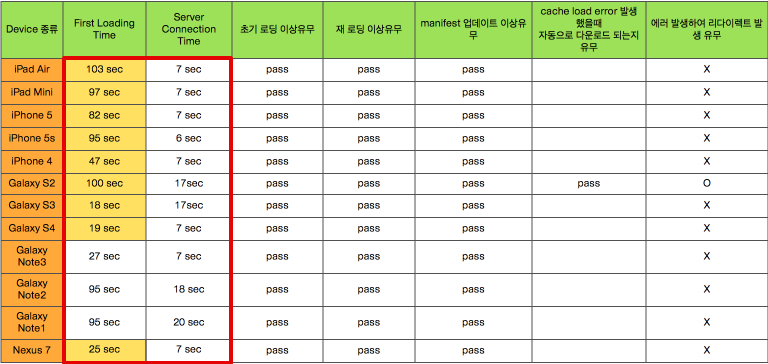 Device 종류 First Loading Time Server Connection Time 초기 로딩 이상유무 재 로딩 이상유무 manifest 업데이트 이상유무 cache load error 발생했을때 자동으로 다운로드 되는지 유무 에러 발생하여 리다이렉트 발생 유무
iPad Air 103 sec 7 sec pass pass pass X
iPad Mini 97 sec 7 sec pass pass pass X
iPhone 5 82 sec 7 sec pass pass pass X
iPhone 5s 95 sec 6 sec pass pass pass X
iPhone 4 47 sec 7 sec pass pass pass X
Galaxy S2 100 sec 17sec pass pass pass pass O
Galaxy S3 18 sec 17sec pass pass pass X
Galaxy S4 19 sec 7 sec pass pass pass X
Galaxy Note3 27 sec 7 sec pass pass pass X
Galaxy Note2 95 sec 18 sec pass pass pass X
Galaxy Note1 95 sec 20 sec pass pass pass X
Nexus 7 25 sec 7 sec pass pass pass X